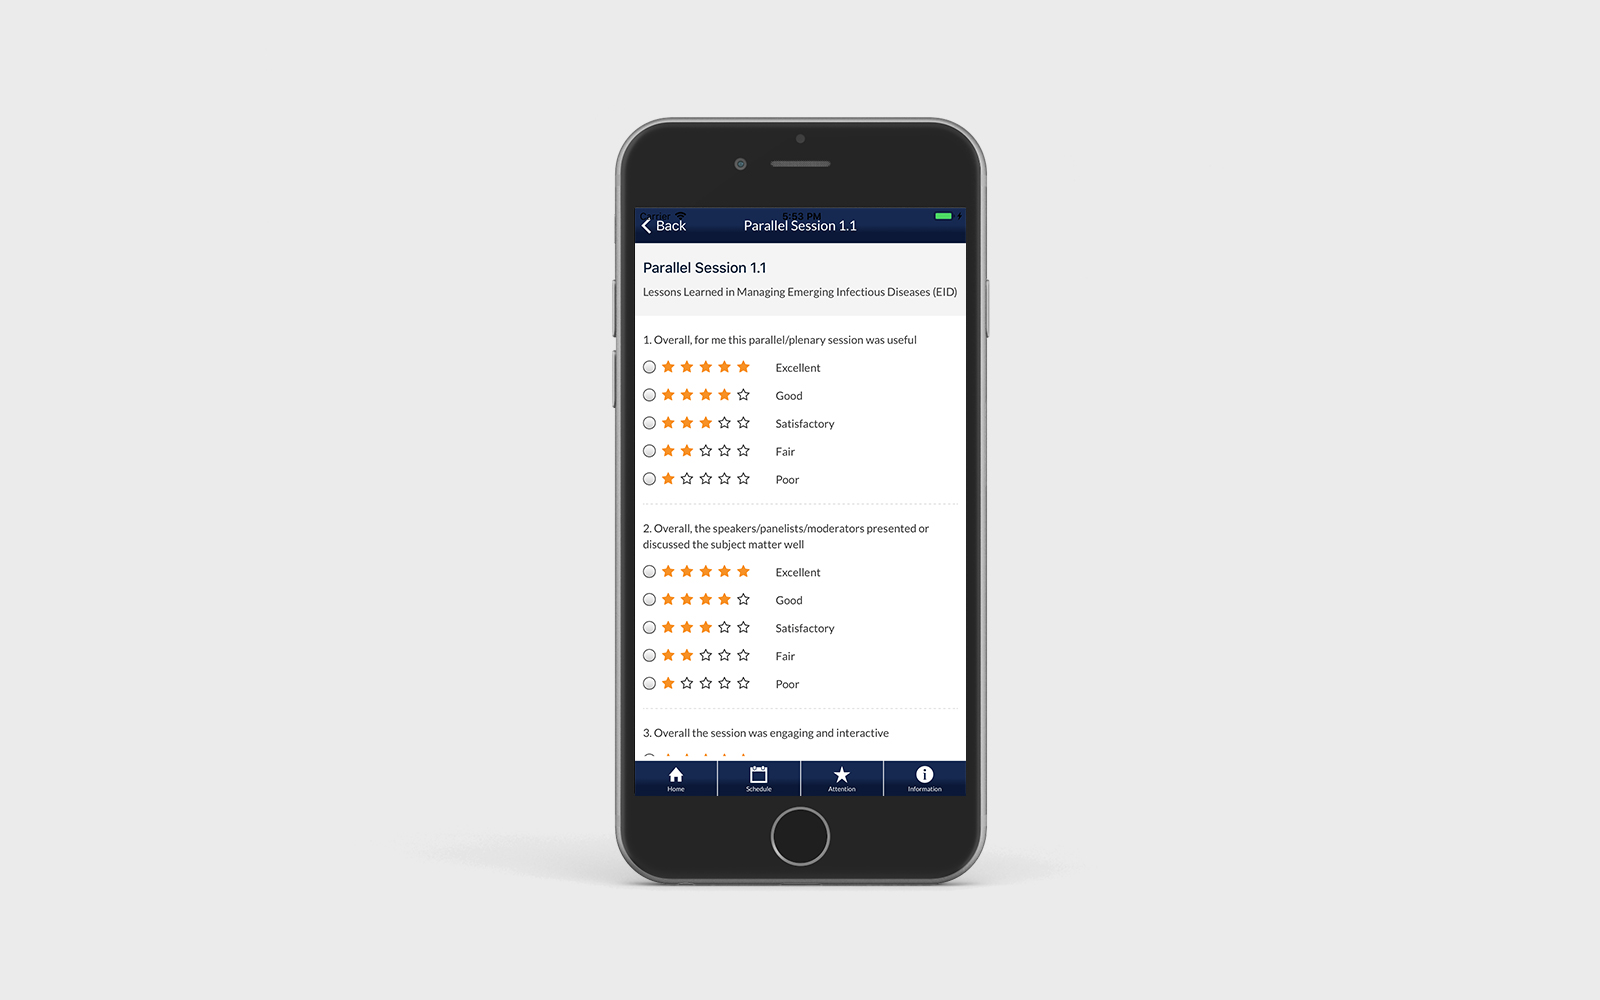 Carrier 5:53 PM
Back Parallel Session 1.1
Parallel Session 1.1
Lessons Learned in Managing Emerging Infectious Diseases (EID)
1. Overall, for me this parallel/plenary session was useful
Excellent
Good
Satisfactory
Fair
Poor
2. Overall, the speakers/panelists/moderators presented or
discussed the subject matter well
Excellent
Good
Satisfactory
Fair
Poor
3. Overall the session was engaging and interactive
Home Schedule Attention Information